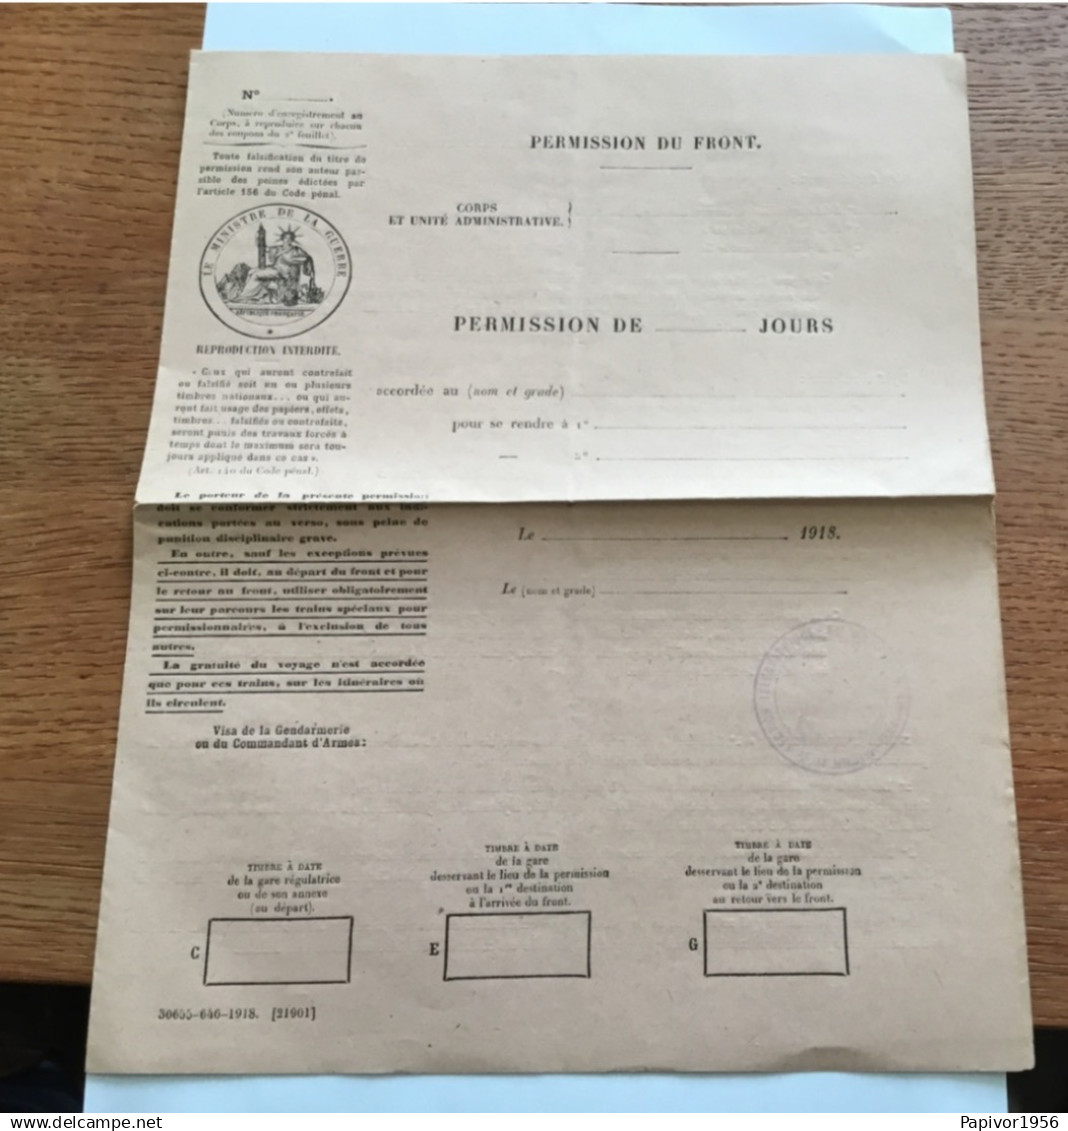 N° .
(Numéro d'enregistrement au
Corps, à reproduire sur chacun
des coupons du 2e feuillet).
Toute falsification du titre de
permission rend son auteur pas-
sible des peines édictées par
l'article 156 du Code pénal.
LE MINISTRE DE LA GUERRE
RÉPUBLIQUE FRANÇAISE
REPRODUCTION INTERDITE.
« Ceux qui auront contrefait
ou falsifié soit un ou plusieurs
timbres nationaux... ou qui au-
ront fait usage des papiers, effets,
timbres... falsifiés ou contrefaits,
seront punis des travaux forcés à
temps dont le maximum sera tou-
jours appliqué dans ce cas ».
(Art. 140 du Code pénal.)
Le porteur de la présente permission
doit se conformer strictement aux indi-
cations portées au verso, sous peine de
punition disciplinaire grave.
En outre, sauf les exceptions prévues
ci-contre, il doit, au départ du front et pour
le retour au front, utiliser obligatoirement
sur leur parcours les trains spéciaux pour
permissionnaires, à l'exclusion de tous
autres.
La gratuité du voyage n'est accordée
que pour ces trains, sur les itinéraires où
ils circulent.
Visa de la Gendarmerie
ou du Commandant d'Armes:
PERMISSION DU FRONT.
CORPS
ET UNITÉ ADMINISTRATIVE. }
PERMISSION DE JOURS
accordée au (nom et grade)
pour se rendre à 1°
— 2°
Le 1918.
Le (nom et grade)
TIMBRE À DATE
de la gare régulatrice
ou de son annexe
(au départ).
C
TIMBRE À DATE
de la gare
desservant le lieu de la permission
ou la 1re destination
à l'arrivée du front.
E
TIMBRE À DATE
de la gare
desservant le lieu de la permission
ou la 2e destination
au retour vers le front.
G
30655-646-1918. [21901]
Papivor1956